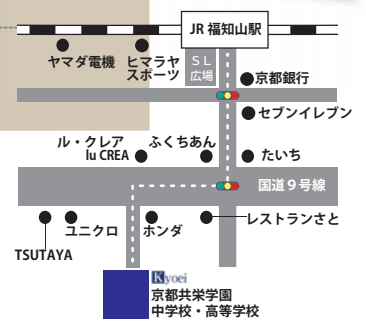 JR 福知山駅
ヤマダ電機
ヒマラヤ
スポーツ
SL
広場
京都銀行
セブンイレブン
ル・クレア
lu CREA
ふくちあん
たいち
国道9号線
TSUTAYA
ユニクロ
ホンダ
レストランさと
Kyoei
京都共栄学園
中学校・高等学校